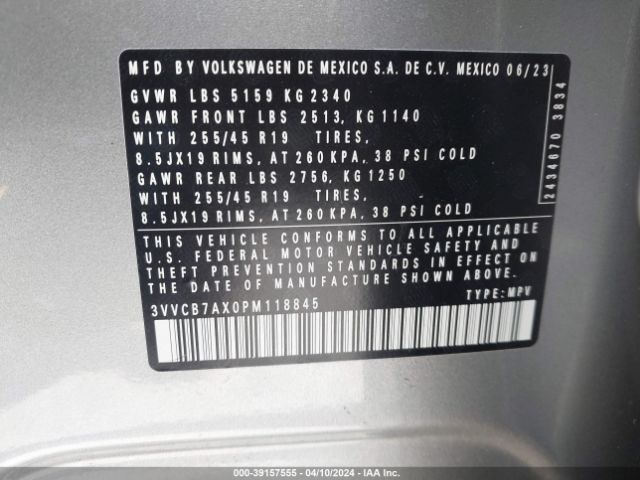 MFD BY VOLKSWAGEN DE MEXICO S.A. DE C.V. MEXICO 06/23
GVWR LBS 5159 KG 2340
GAWR FRONT LBS 2513, KG 1140
WITH 255/45 R19 TIRES,
8.5JX19 RIMS, AT 260 KPA, 38 PSI COLD
GAWR REAR LBS 2756, KG 1250
WITH 255/45 R19 TIRES,
8.5JX19 RIMS, AT 260 KPA, 38 PSI COLD
2434670 3834
THIS VEHICLE CONFORMS TO ALL APPLICABLE
U.S. FEDERAL MOTOR VEHICLE SAFETY AND
THEFT PREVENTION STANDARDS IN EFFECT ON
THE DATE OF MANUFACTURE SHOWN ABOVE.
3VVCB7AX0PM118845 TYPE: MPV
000-39157555 - 04/10/2024 - IAA Inc.